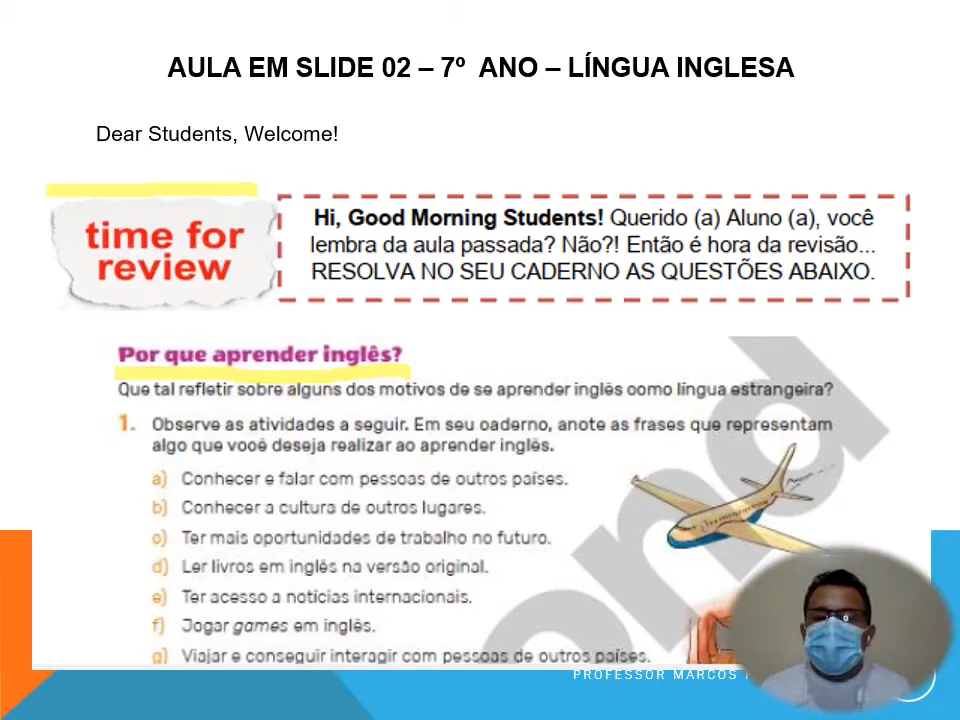 AULA EM SLIDE 02 – 7º ANO – LÍNGUA INGLESA
Dear Students, Welcome!
time for
review
Hi, Good Morning Students! Querido (a) Aluno (a), você
lembra da aula passada? Não?! Então é hora da revisão...
RESOLVA NO SEU CADERNO AS QUESTÕES ABAIXO.
Por que aprender inglês?
Que tal refletir sobre alguns dos motivos de se aprender inglês como língua estrangeira?
1. Observe as atividades a seguir. Em seu caderno, anote as frases que representam
algo que você deseja realizar ao aprender inglês.
a) Conhecer e falar com pessoas de outros países.
b) Conhecer a cultura de outros lugares.
c) Ter mais oportunidades de trabalho no futuro.
d) Ler livros em inglês na versão original.
e) Ter acesso a notícias internacionais.
f) Jogar games em inglês.
g) Viajar e conseguir interagir com pessoas de outros países.
PROFESSOR MARCOS